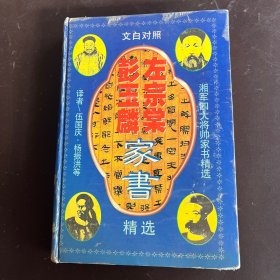 文白对照
左宗棠
彭玉麟
家書
精选
湘军四大将帅家书精选
译者／伍国庆·杨振洪等